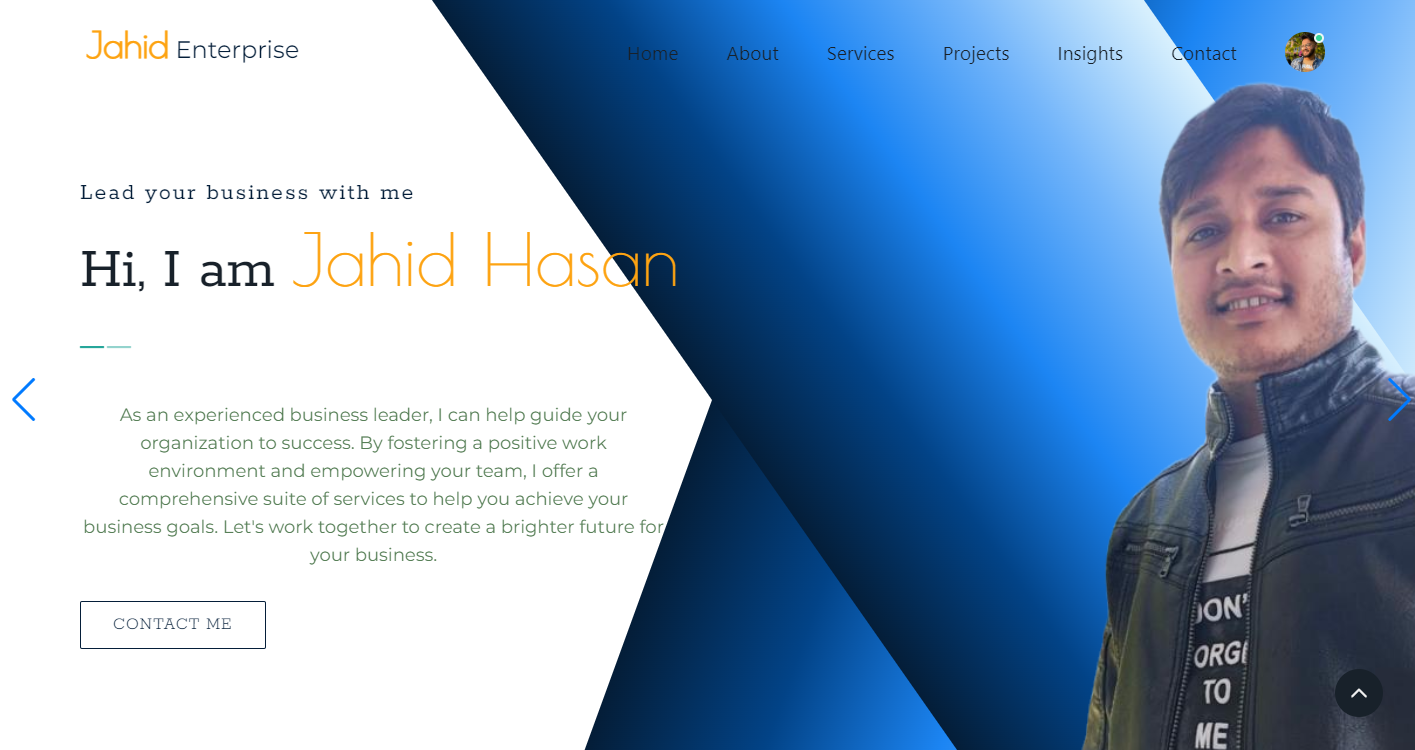 Jahid Enterprise
Home About Services Projects Insights Contact
Lead your business with me
Hi, I am Jahid Hasan
As an experienced business leader, I can help guide your
organization to success. By fostering a positive work
environment and empowering your team, I offer a
comprehensive suite of services to help you achieve your
business goals. Let's work together to create a brighter future for
your business.
CONTACT ME
DON'
ORGE
TO
ME